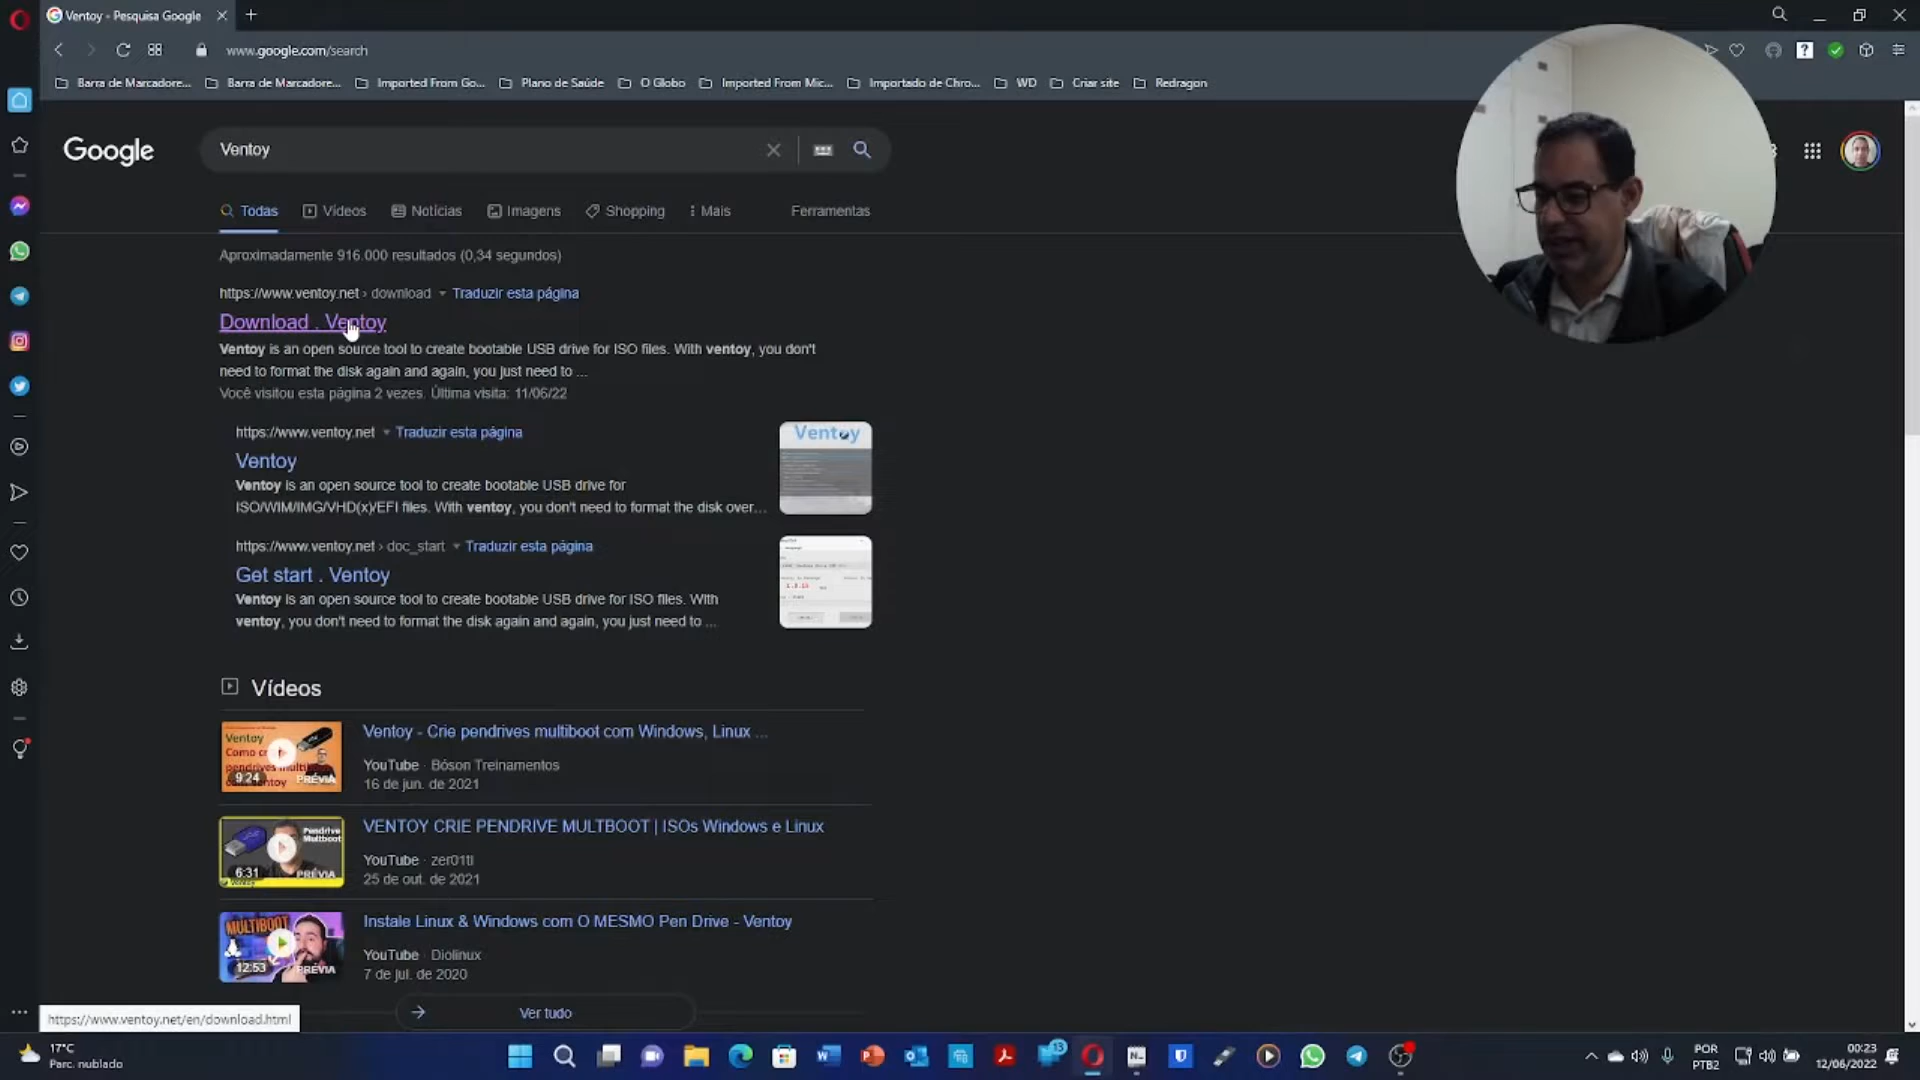 Ventoy - Pesquisa Google
www.google.com/search
Barra de Marcadore...
Barra de Marcadore...
Imported From Go...
Plano de Saúde
O Globo
Imported From Mic...
Importado de Chro...
WD
Criar site
Redragon
Google
Ventoy
Todas
Vídeos
Notícias
Imagens
Shopping
Mais
Ferramentas
Aproximadamente 916.000 resultados (0,34 segundos)
https://www.ventoy.net › download Traduzir esta página
Download . Ventoy
Ventoy is an open source tool to create bootable USB drive for ISO files. With ventoy, you don't
need to format the disk again and again, you just need to ...
Você visitou esta página 2 vezes. Última visita: 11/06/22
https://www.ventoy.net Traduzir esta página
Ventoy
Ventoy
Ventoy is an open source tool to create bootable USB drive for
ISO/WIM/IMG/VHD(x)/EFI files. With ventoy, you don't need to format the disk over...
https://www.ventoy.net › doc_start Traduzir esta página
Get start . Ventoy
Ventoy is an open source tool to create bootable USB drive for ISO files. With
ventoy, you don't need to format the disk again and again, you just need to ...
Vídeos
Ventoy - Crie pendrives multiboot com Windows, Linux ...
YouTube · Bóson Treinamentos
16 de jun. de 2021
Ventoy
9:24
PRÉVIA
VENTOY CRIE PENDRIVE MULTBOOT | ISOs Windows e Linux
YouTube · zer01ti
25 de out. de 2021
Pendrive
Multboot
6:31
PRÉVIA
Instale Linux & Windows com O MESMO Pen Drive - Ventoy
YouTube · Diolinux
7 de jul. de 2020
MULTIBOOT
12:53
PRÉVIA
Ver tudo
https://www.ventoy.net/en/download.html
17°C
Parc. nublado
13
POR
PTB2
00:23
12/06/2022